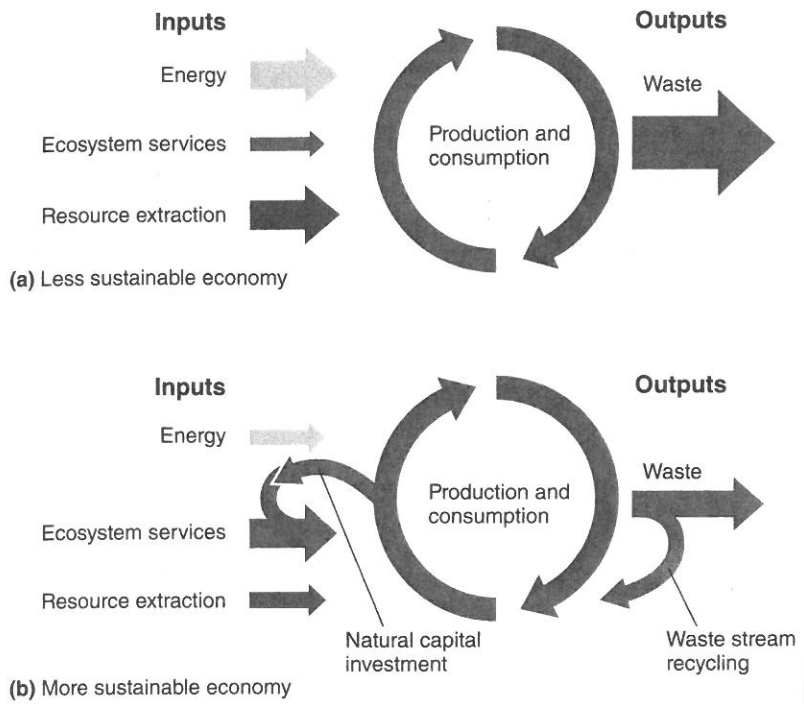 Inputs
Outputs
Energy
Waste
Ecosystem services
Production and
consumption
Resource extraction
(a) Less sustainable economy
Inputs
Outputs
Energy
Waste
Production and
consumption
Ecosystem services
Resource extraction
Natural capital
investment
Waste stream
recycling
(b) More sustainable economy